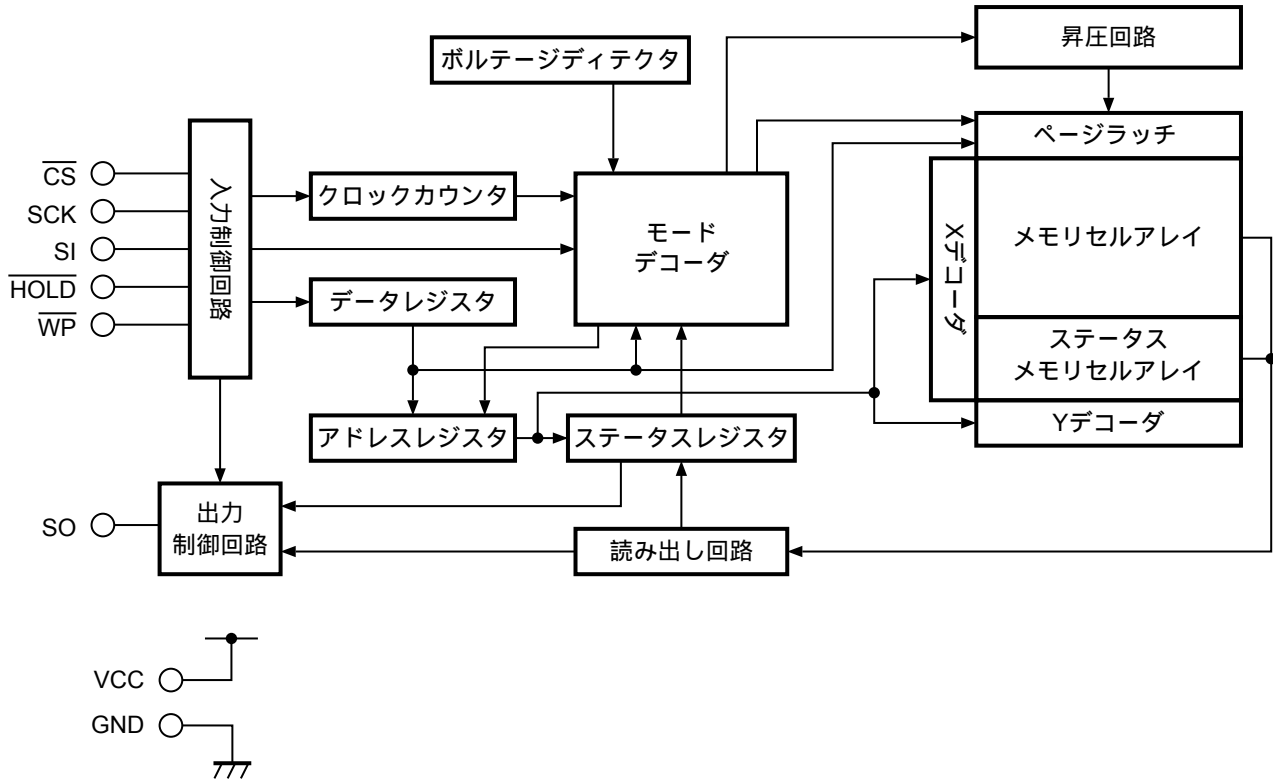 昇圧回路
ボルテージディテクタ
ページラッチ
CS
SCK
SI
HOLD
WP
入力制御回路
クロックカウンタ
モード
デコーダ
データレジスタ
Xデコーダ
メモリセルアレイ
ステータス
メモリセルアレイ
Yデコーダ
アドレスレジスタ
ステータスレジスタ
SO
出力
制御回路
読み出し回路
VCC
GND